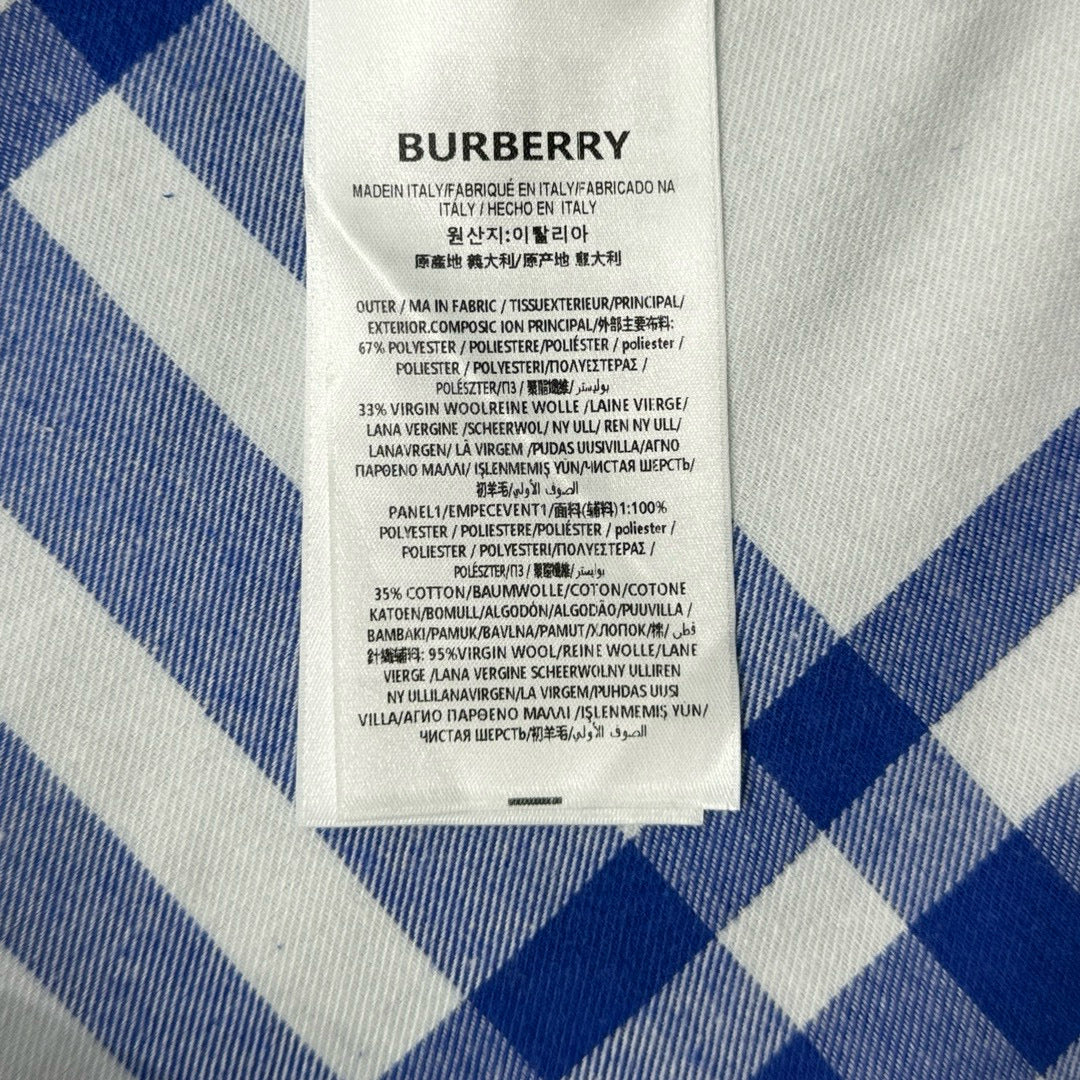 BURBERRY
MADEIN ITALY/FABRIQUÉ EN ITALY/FABRICADO NA
ITALY / HECHO EN ITALY
원산지:이탈리아
原產地 義大利/原产地 意大利
OUTER / MA IN FABRIC / TISSUEXTERIEUR/PRINCIPAL/
EXTERIOR.COMPOSIC ION PRINCIPAL/外部主要布料:
67% POLYESTER / POLIESTERE/POLIÉSTER / poliester /
POLIESTER / POLYESTERI/ΠΟΛΥΕΣΤΕΡΑΣ /
POLÉSZTER/ПЗ / 聚酯纖維/بوليستر
33% VIRGIN WOOLREINE WOLLE /LAINE VIERGE/
LANA VERGINE /SCHEERWOL/ NY ULL/ REN NY ULL/
LANAVRGEN/ LÀ VIRGEM /PUDAS UUSIVILLA/ΑΓΝΟ
ΠΑΡΘΕΝΟ ΜΑΛΛΙ/ IŞLENMEMIŞ YÜN/ЧИСТАЯ ШЕРСТЬ/
初羊毛/الصوف الأولي
PANEL1/EMPECEVENT1/面料(辅料)1:100%
POLYESTER / POLIESTERE/POLIÉSTER / poliester /
POLIESTER / POLYESTERI/ΠΟΛΥΕΣΤΕΡΑΣ /
POLÉSZTER/ПЗ / 聚酯纖維/بوليستر
35% COTTON/BAUMWOLLE/COTON/COTONE
KATOEN/BOMULL/ALGODÓN/ALGODÃO/PUUVILLA /
BAMBAKI/PAMUK/BAVLNA/PAMUT/ХЛОПОК/棉/ قطن
針織辅料: 95%VIRGIN WOOL/REINE WOLLE/LANE
VIERGE /LANA VERGINE SCHEERWOLNY ULLIREN
NY ULLILANAVIRGEN/LA VIRGEM/PUHDAS UUSI
VILLA/ΑΓΝΟ ΠΑΡΘΕΝΟ ΜΑΛΛΙ /IŞLENMEMIŞ YUN/
ЧИСТАЯ ШЕРСТЬ/初羊毛/الصوف الأولي